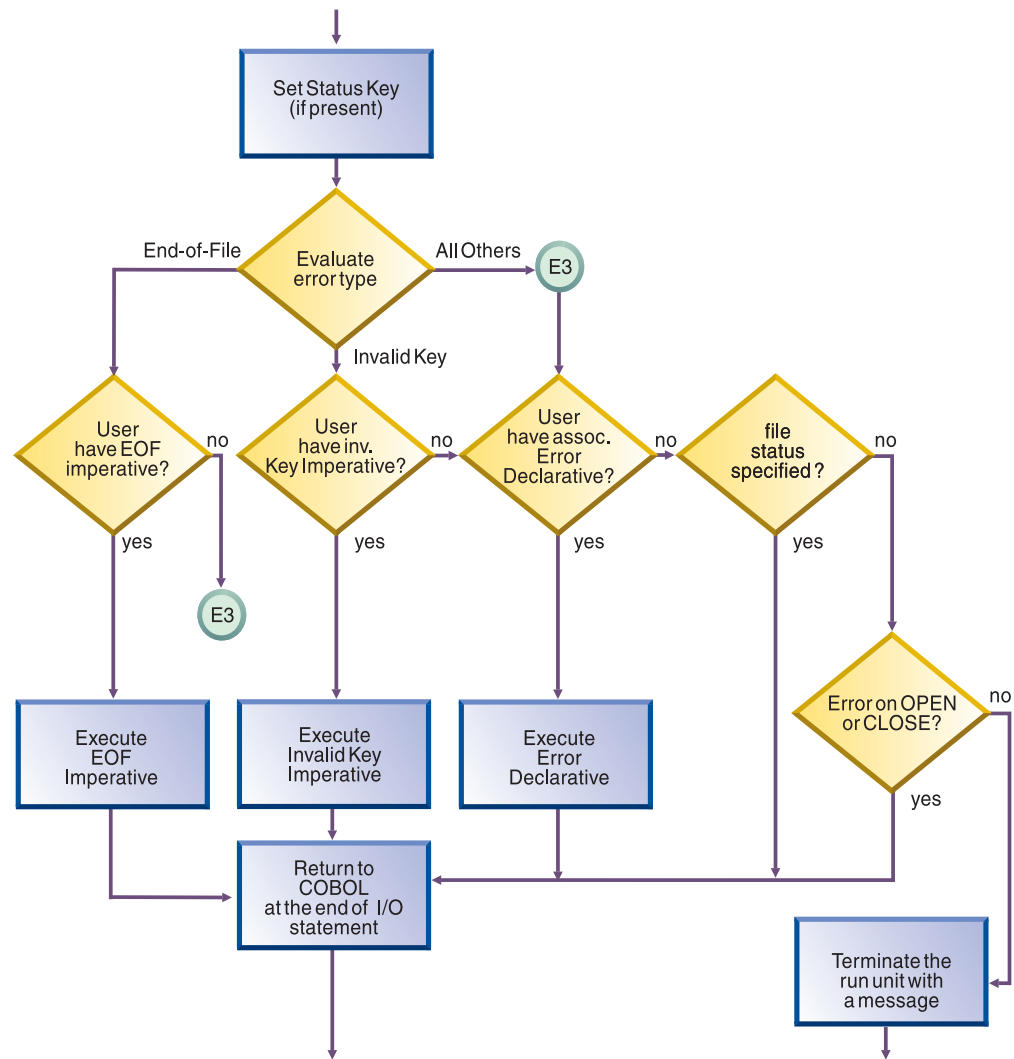 Set Status Key
(if present)
End-of-File
Evaluate
error type
All Others
E3
Invalid Key
User
have EOF
imperative?
no
yes
User
have inv.
Key Imperative?
no
yes
User
have assoc.
Error
Declarative?
no
yes
file
status
specified ?
no
yes
E3
Error on OPEN
or CLOSE?
no
yes
Execute
EOF
Imperative
Execute
Invalid Key
Imperative
Execute
Error
Declarative
Return to
COBOL
at the end of I/O
statement
Terminate the
run unit with
a message